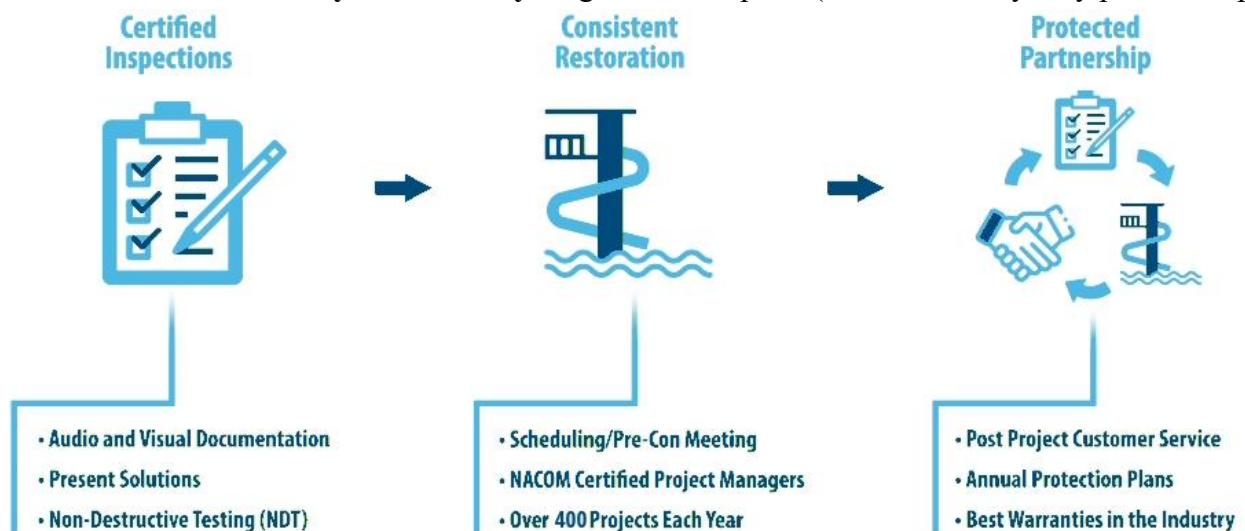 Certified
Inspections
Consistent
Restoration
Protected
Partnership
• Audio and Visual Documentation
• Present Solutions
• Non-Destructive Testing (NDT)
• Scheduling/Pre-Con Meeting
• NACOM Certified Project Managers
• Over 400 Projects Each Year
• Post Project Customer Service
• Annual Protection Plans
• Best Warranties in the Industry